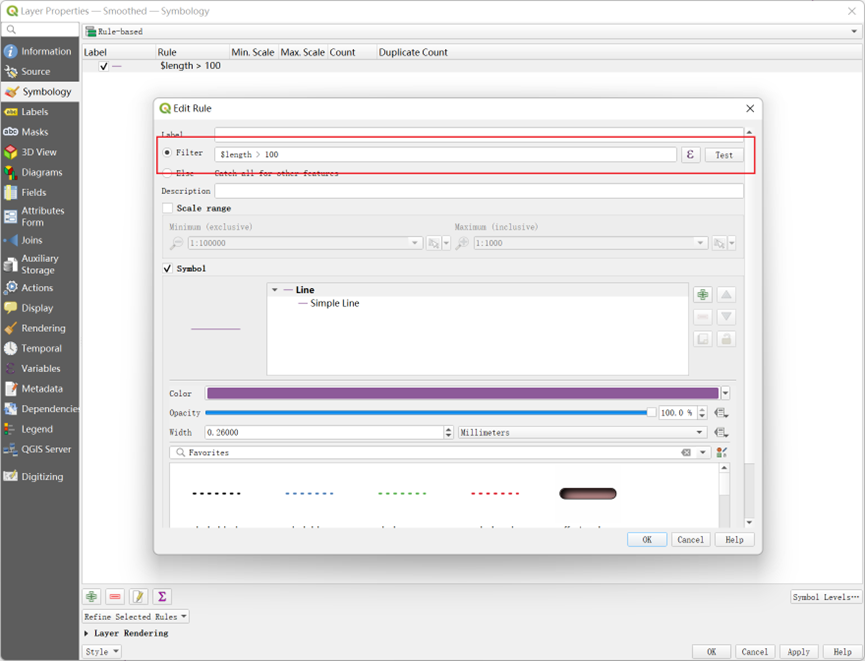 Layer Properties — Smoothed — Symbology
Rule-based
Information
Source
Symbology
Labels
Masks
3D View
Diagrams
Fields
Attributes
Form
Joins
Auxiliary
Storage
Actions
Display
Rendering
Temporal
Variables
Metadata
Dependencies
Legend
QGIS Server
Digitizing
Label Rule Min. Scale Max. Scale Count Duplicate Count
$length > 100
Edit Rule
Label
Filter $length > 100 ε Test
Else Catch all for other features
Description
Scale range
Minimum (exclusive) Maximum (inclusive)
1:100000 1:1000
Symbol
Line
Simple Line
Color
Opacity 100.0 %
Width 0.26000 Millimeters
Favorites
OK Cancel Help
Σ
Symbol Levels…
Refine Selected Rules
Layer Rendering
Style OK Cancel Apply Help